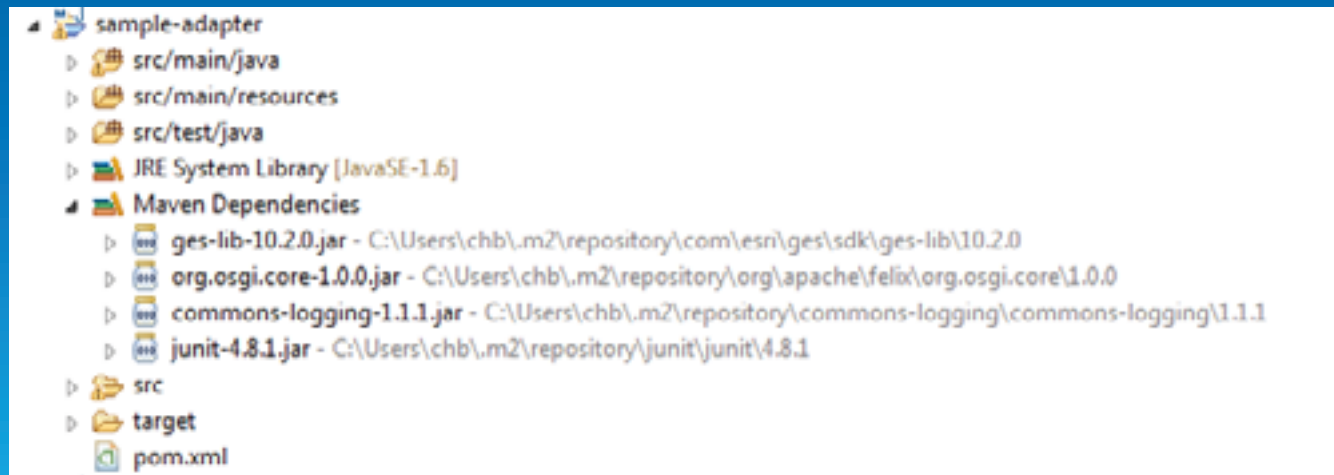 sample-adapter
src/main/java
src/main/resources
src/test/java
JRE System Library [JavaSE-1.6]
Maven Dependencies
ges-lib-10.2.0.jar - C:\Users\chb\.m2\repository\com\esri\ges\sdk\ges-lib\10.2.0
org.osgi.core-1.0.0.jar - C:\Users\chb\.m2\repository\org\apache\felix\org.osgi.core\1.0.0
commons-logging-1.1.1.jar - C:\Users\chb\.m2\repository\commons-logging\commons-logging\1.1.1
junit-4.8.1.jar - C:\Users\chb\.m2\repository\junit\junit\4.8.1
src
target
pom.xml